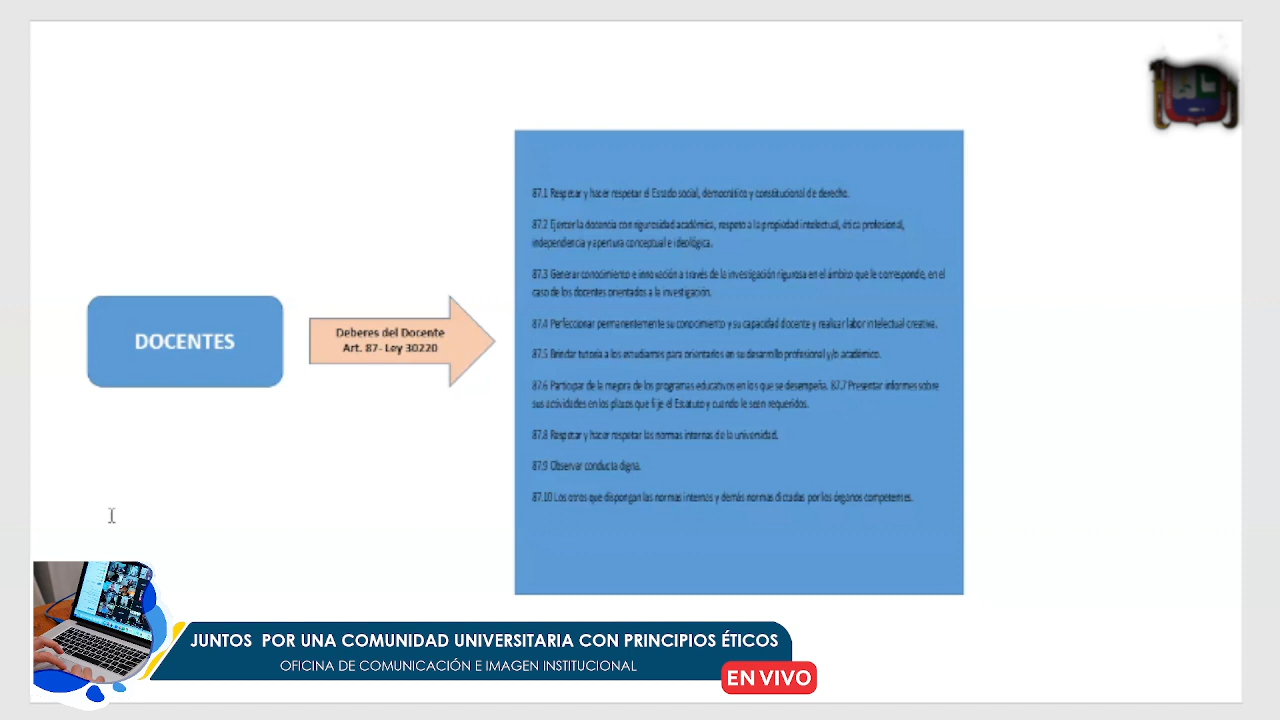 DOCENTES
Deberes del Docente
Art. 87- Ley 30220
87.1 Respetar y hacer respetar el Estado social, democrático y constitucional de derecho.
87.2 Ejercer la docencia con rigurosidad académica, respeto a la propiedad intelectual, ética profesional,
independencia y apertura conceptual e ideológica.
87.3 Generar conocimiento e innovación a través de la investigación rigurosa en el ámbito que le corresponde, en el
caso de los docentes orientados a la investigación.
87.4 Perfeccionar permanentemente su conocimiento y su capacidad docente y realizar labor intelectual creativa.
87.5 Brindar tutoría a los estudiantes para orientarlos en su desarrollo profesional y/o académico.
87.6 Participar de la mejora de los programas educativos en los que se desempeña. 87.7 Presentar informes sobre
sus actividades en los plazos que fije el Estatuto y cuando le sean requeridos.
87.8 Respetar y hacer respetar las normas internas de la universidad.
87.9 Observar conducta digna.
87.10 Los otros que dispongan las normas internas y demás normas dictadas por los órganos competentes.
JUNTOS POR UNA COMUNIDAD UNIVERSITARIA CON PRINCIPIOS ÉTICOS
OFICINA DE COMUNICACIÓN E IMAGEN INSTITUCIONAL
EN VIVO